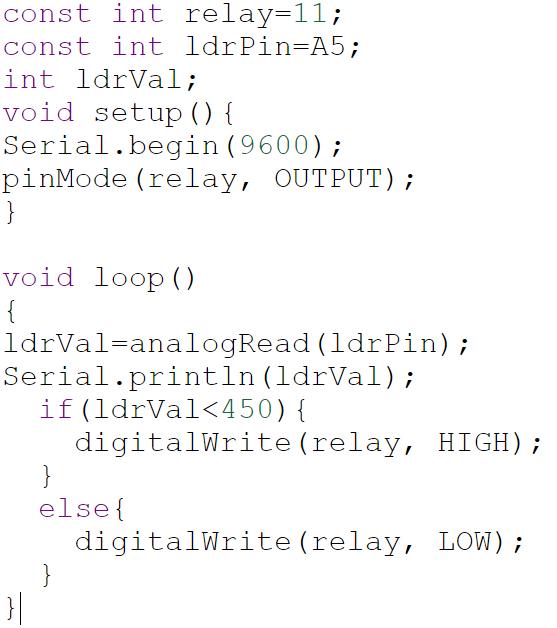 const int relay=11;
const int ldrPin=A5;
int ldrVal;
void setup(){
Serial.begin(9600);
pinMode(relay, OUTPUT);
}

void loop()
{
ldrVal=analogRead(ldrPin);
Serial.println(ldrVal);
  if(ldrVal<450){
    digitalWrite(relay, HIGH);
  }
  else{
    digitalWrite(relay, LOW);
  }
}